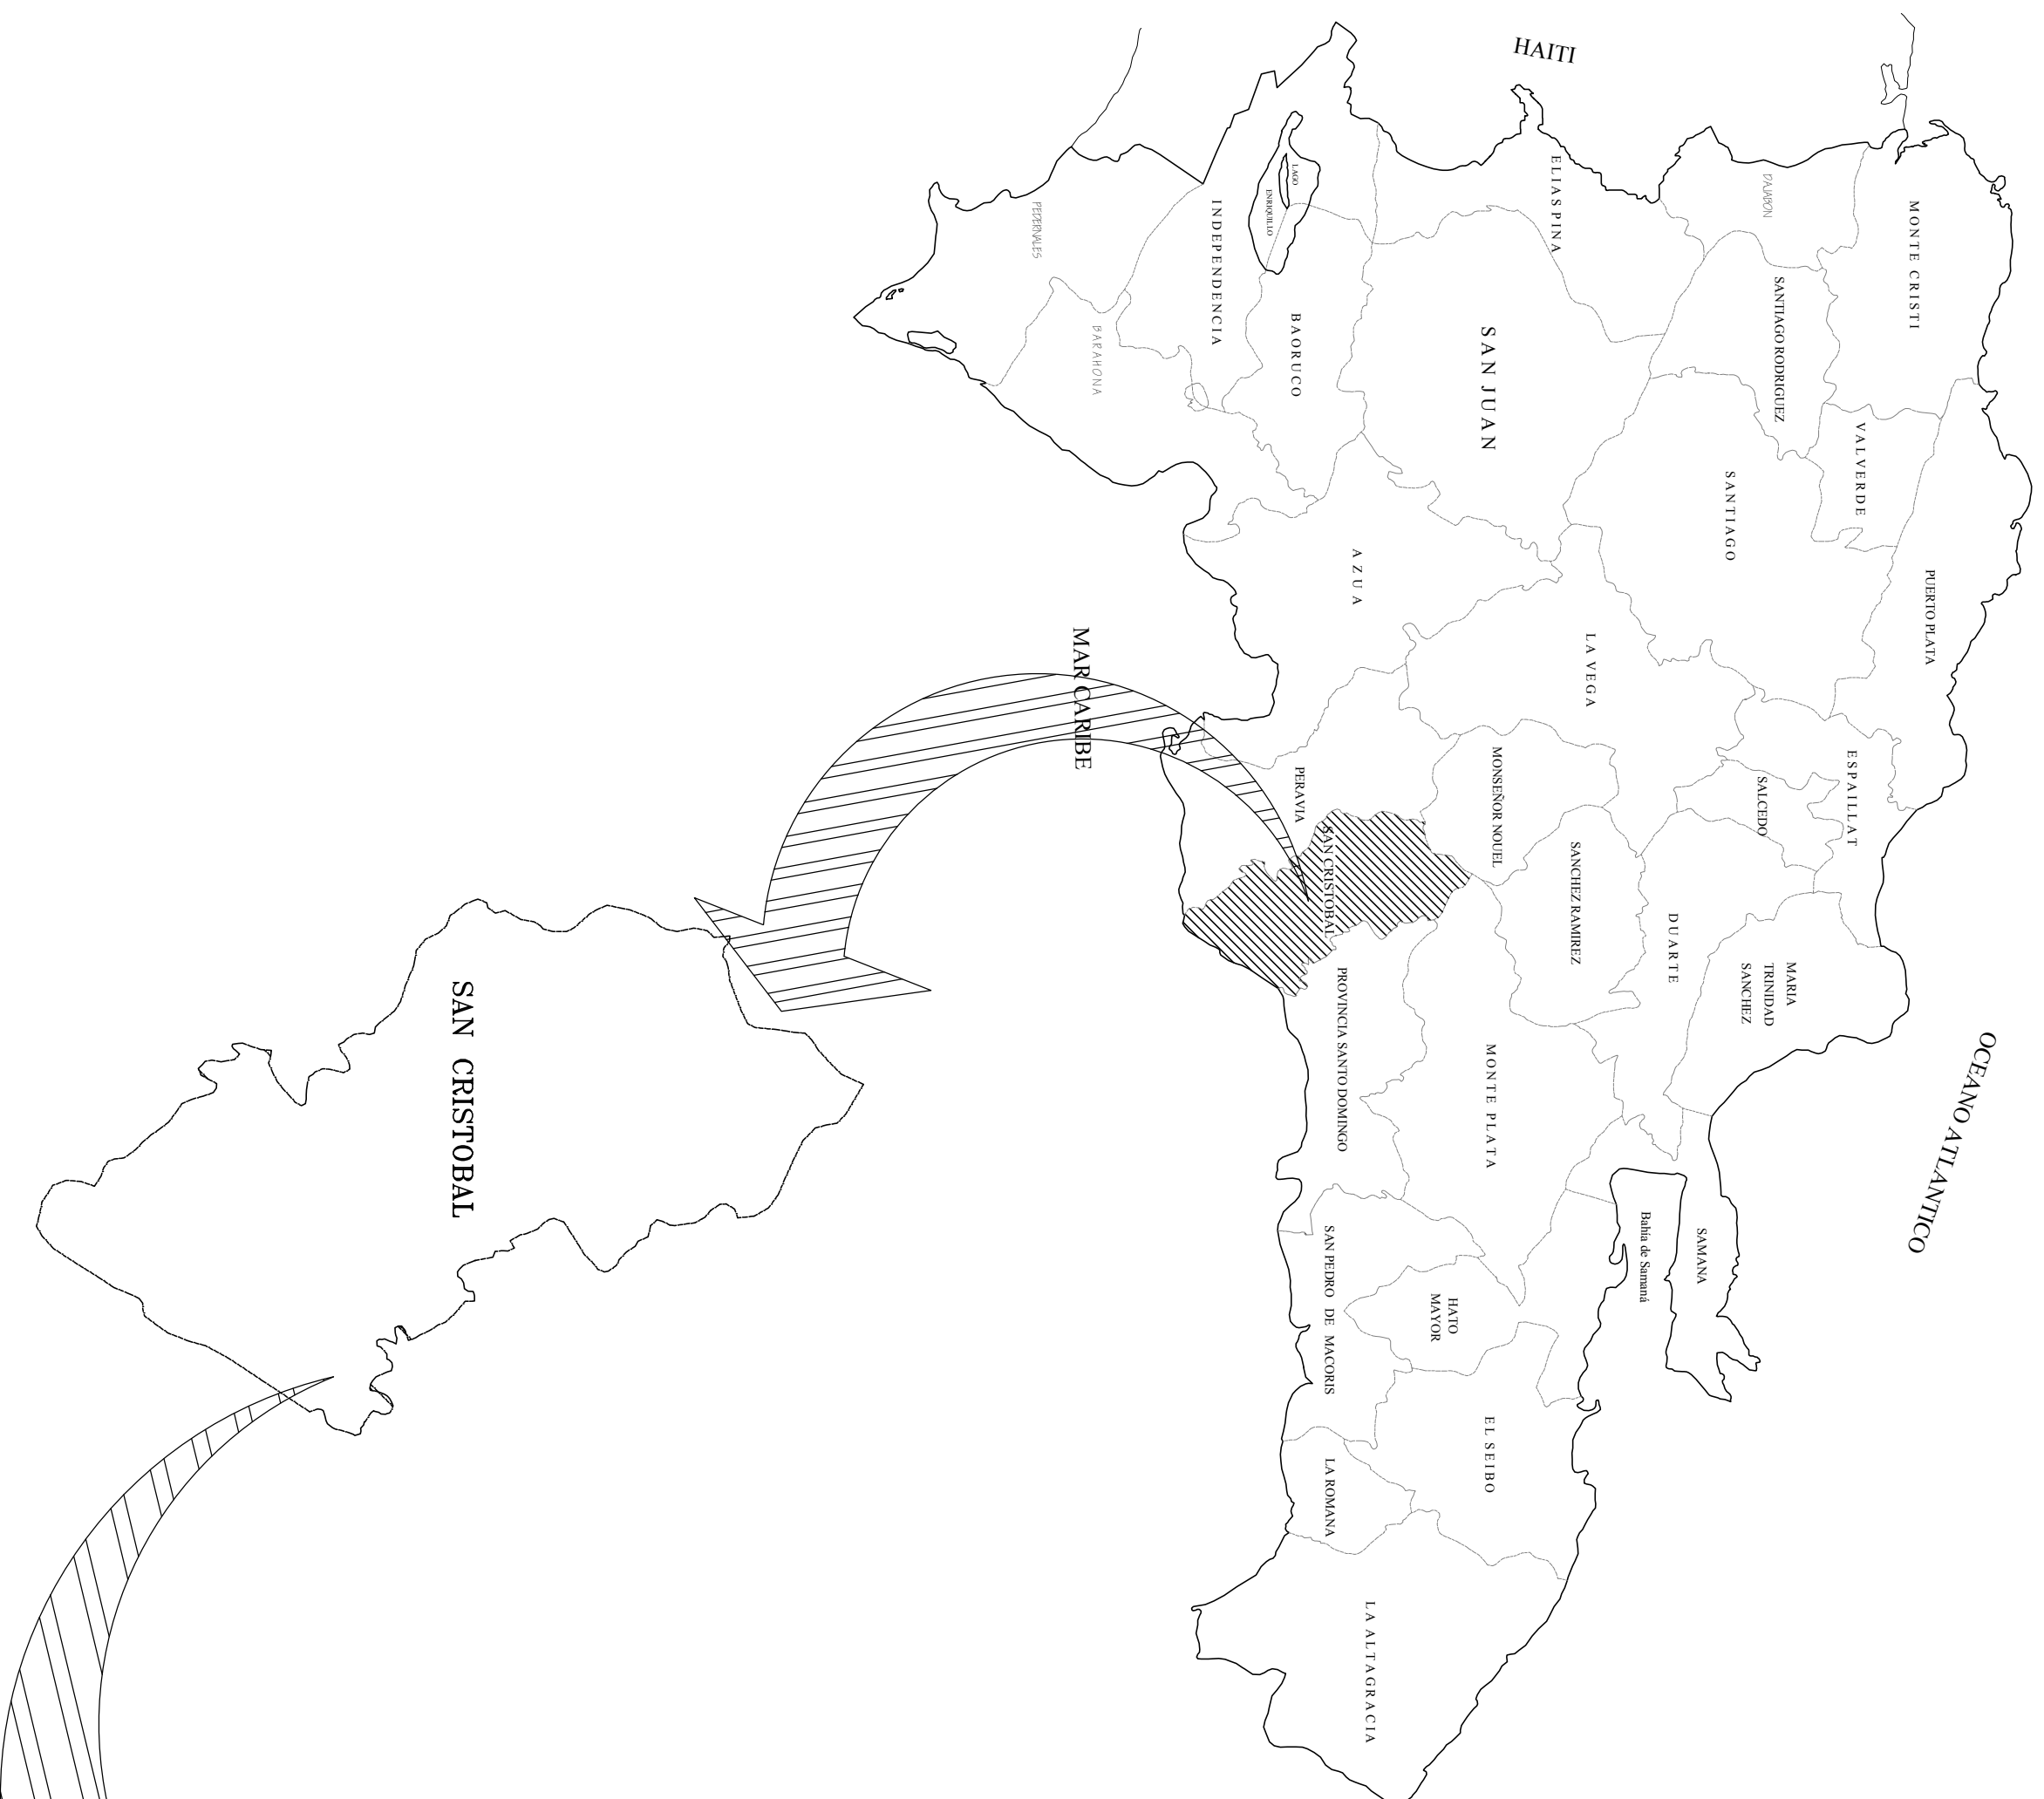 HAITI
MONTE CRISTI
DAJABON
ELIAS PINA
LAGO
ENRIQUILLO
INDEPENDENCIA
PEDERNALES
BARAHONA
BAORUCO
SAN JUAN
SANTIAGO RODRIGUEZ
VALVERDE
SANTIAGO
PUERTO PLATA
AZUA
LA VEGA
MAR CARIBE
PERAVIA
MONSEÑOR NOUEL
SALCEDO
ESPAILLAT
SAN CRISTOBAL
SANCHEZ RAMIREZ
DUARTE
MARIA
TRINIDAD
SANCHEZ
OCEANO ATLANTICO
PROVINCIA SANTO DOMINGO
MONTE PLATA
SAMANA
Bahía de Samaná
SAN PEDRO DE MACORIS
HATO
MAYOR
EL SEIBO
LA ROMANA
LA ALTAGRACIA
SAN CRISTOBAL